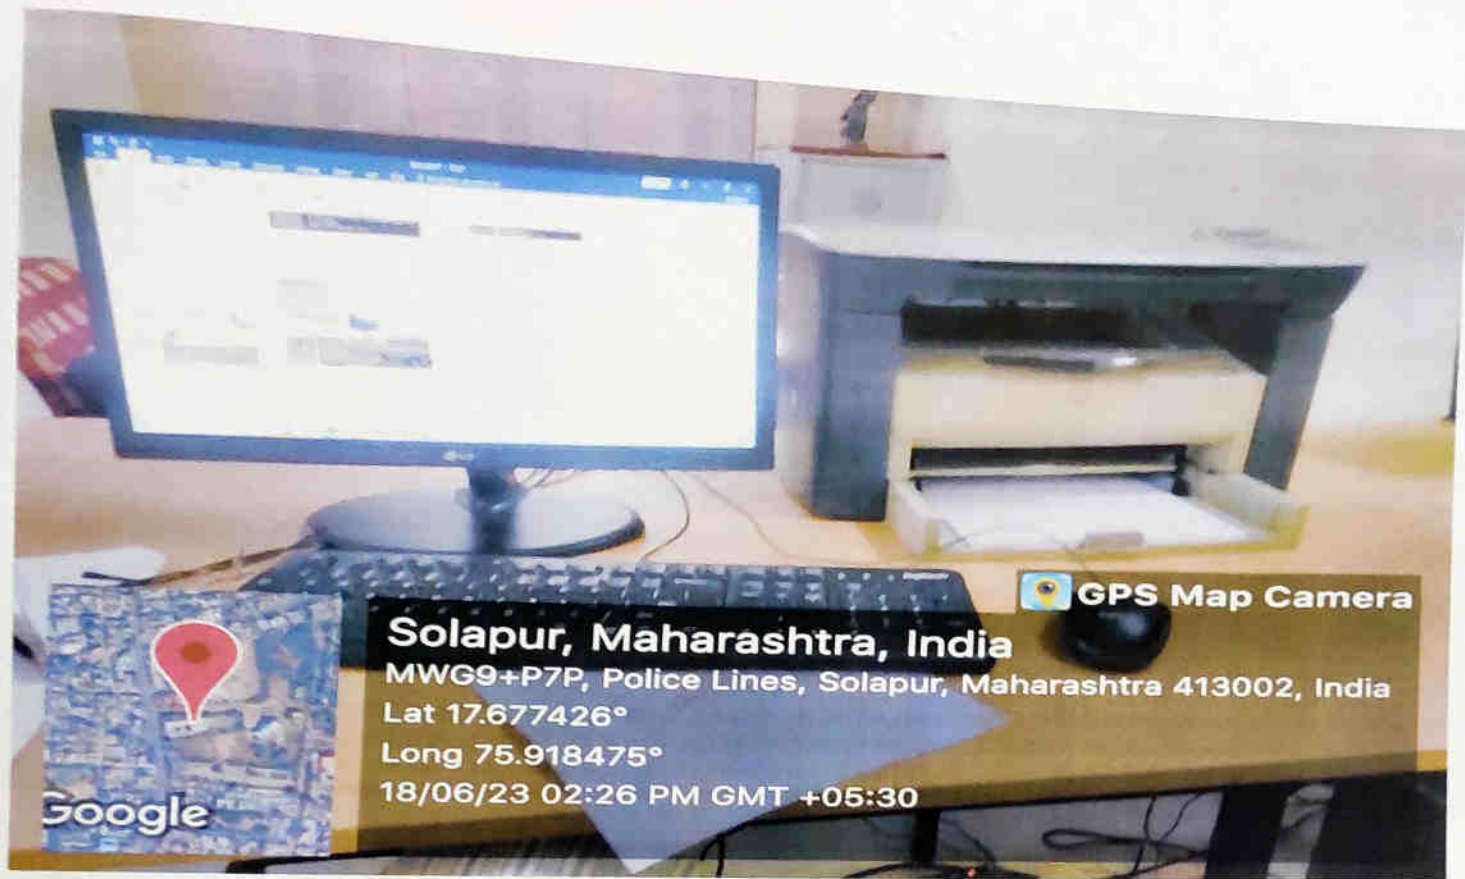 GPS Map Camera
Solapur, Maharashtra, India
MWG9+P7P, Police Lines, Solapur, Maharashtra 413002, India
Lat 17.677426°
Long 75.918475°
18/06/23 02:26 PM GMT +05:30
Google